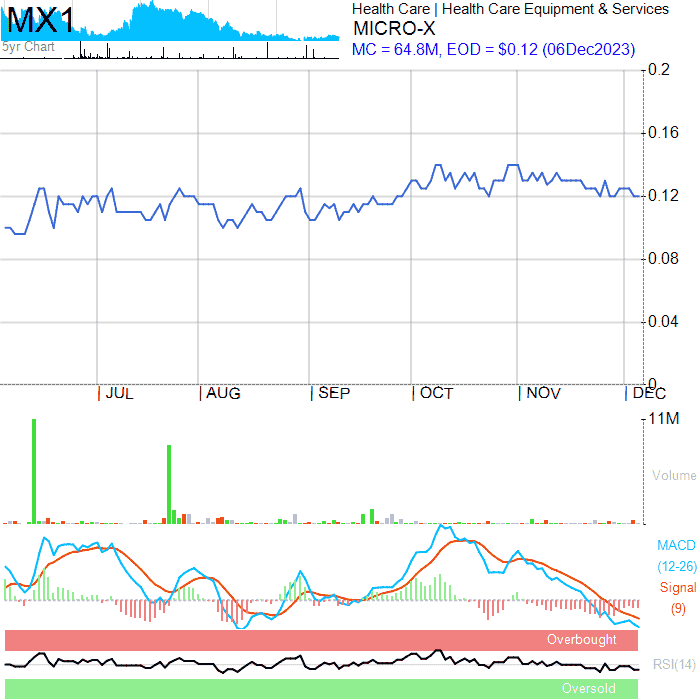 MX1
5yr Chart
Health Care | Health Care Equipment & Services
MICRO-X
MC = 64.8M, EOD = $0.12 (06Dec2023)
0.2
0.16
0.12
0.08
0.04
0
JUL
AUG
SEP
OCT
NOV
DEC
11M
Volume
MACD
(12-26)
Signal
(9)
Overbought
RSI(14)
Oversold